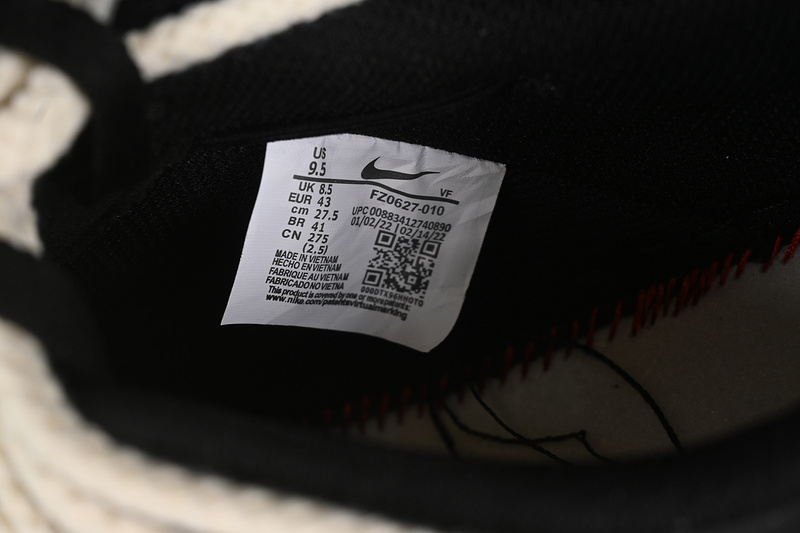 US
9.5
UK 8.5
EUR 43
cm 27.5
BR 41
CN 275
(2.5)
MADE IN VIETNAM
HECHO EN VIETNAM
FABRIQUE AU VIETNAM
FABRICADO NO VIETNA
This product is covered by one or more patents:
www.nike.com/patentsvirtualmarking
VF
FZ0627-010
UPC 00883412740890
01/02/22 | 02/14/22